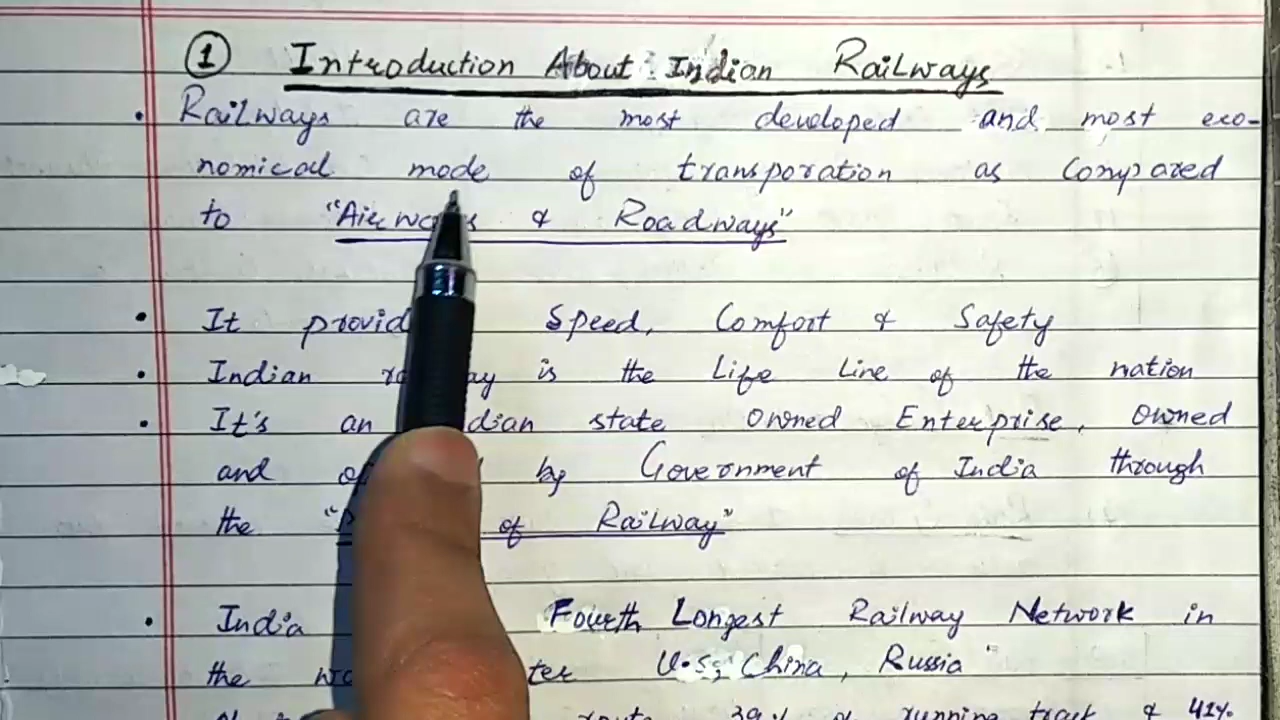 1 Introduction About Indian Railways
• Railways are the most developed and most eco-
nomical mode of transporation as Compared
to "Airways & Roadways"
• It Speed, Comfort & Safety
• Indian is the Life Line of the nation
• It's an state owned Enterprise, owned
and by Government of India through
the of Railway"
• India Fourth Longest Railway Network in
the U.S, China, Russia
running & 42%